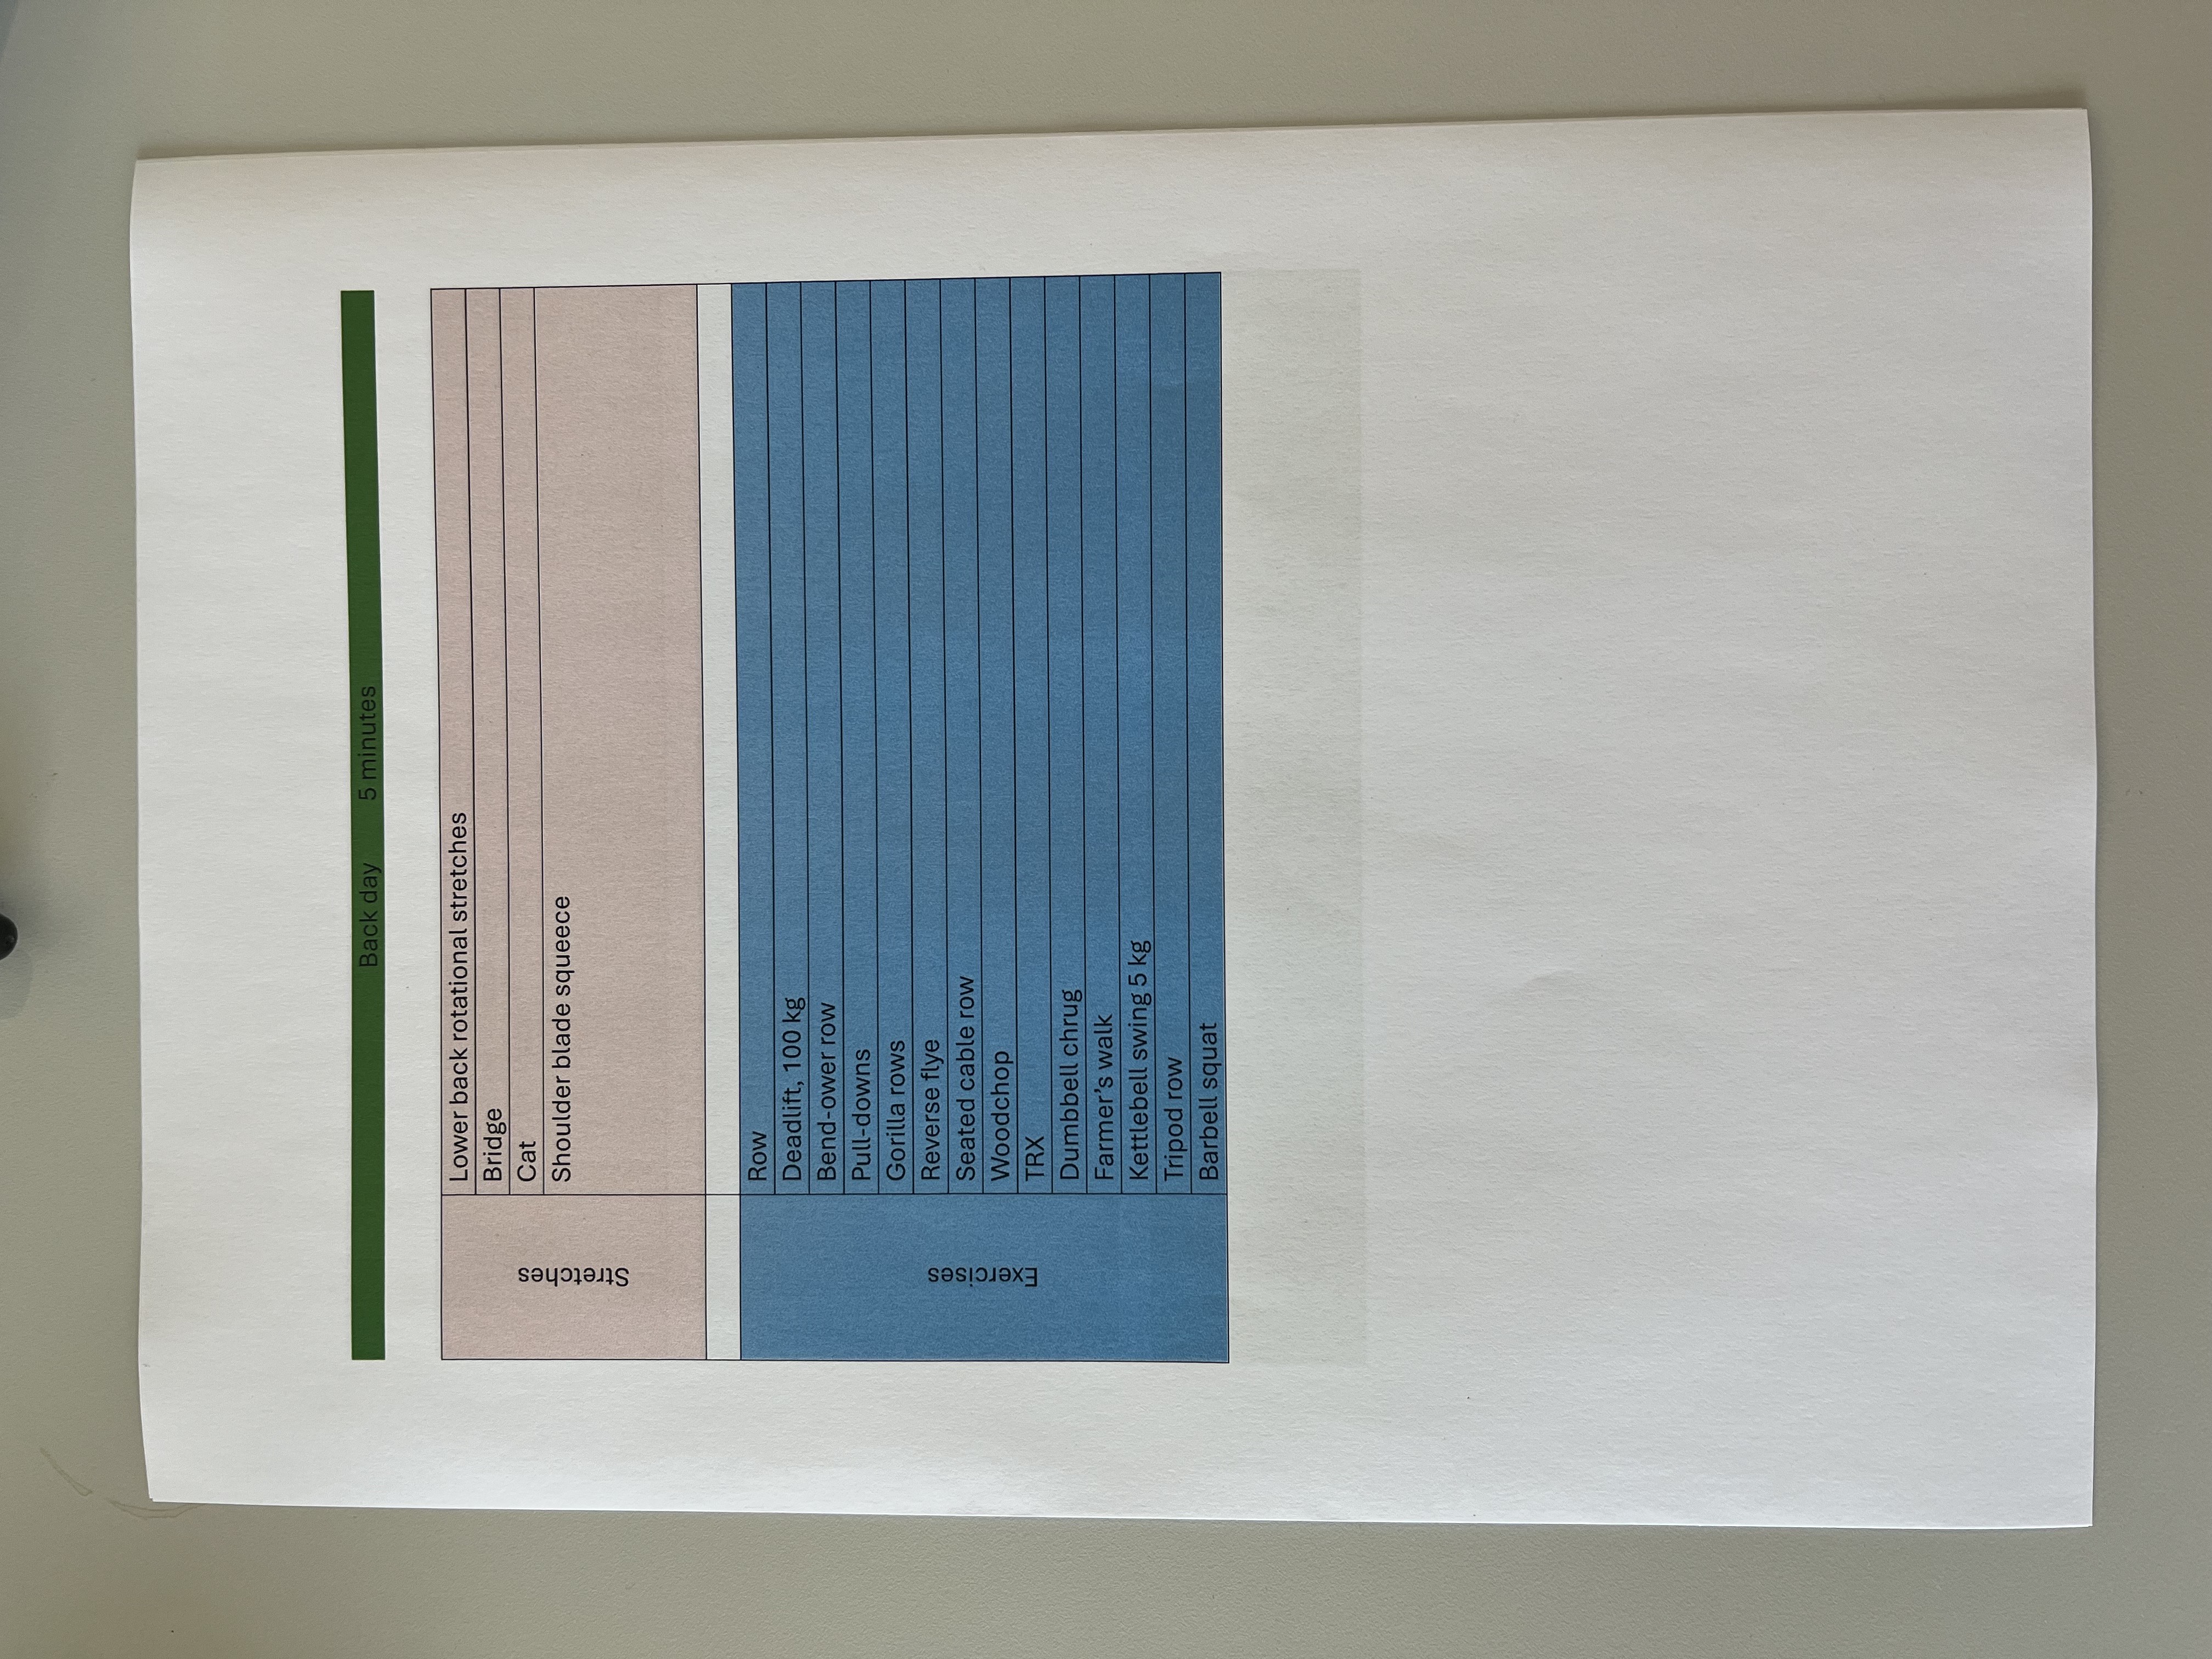 Back day 5 minutes
Stretches
Lower back rotational stretches
Bridge
Cat
Shoulder blade squeece
Exercises
Row
Deadlift, 100 kg
Bend-ower row
Pull-downs
Gorilla rows
Reverse flye
Seated cable row
Woodchop
TRX
Dumbbell chrug
Farmer’s walk
Kettlebell swing 5 kg
Tripod row
Barbell squat